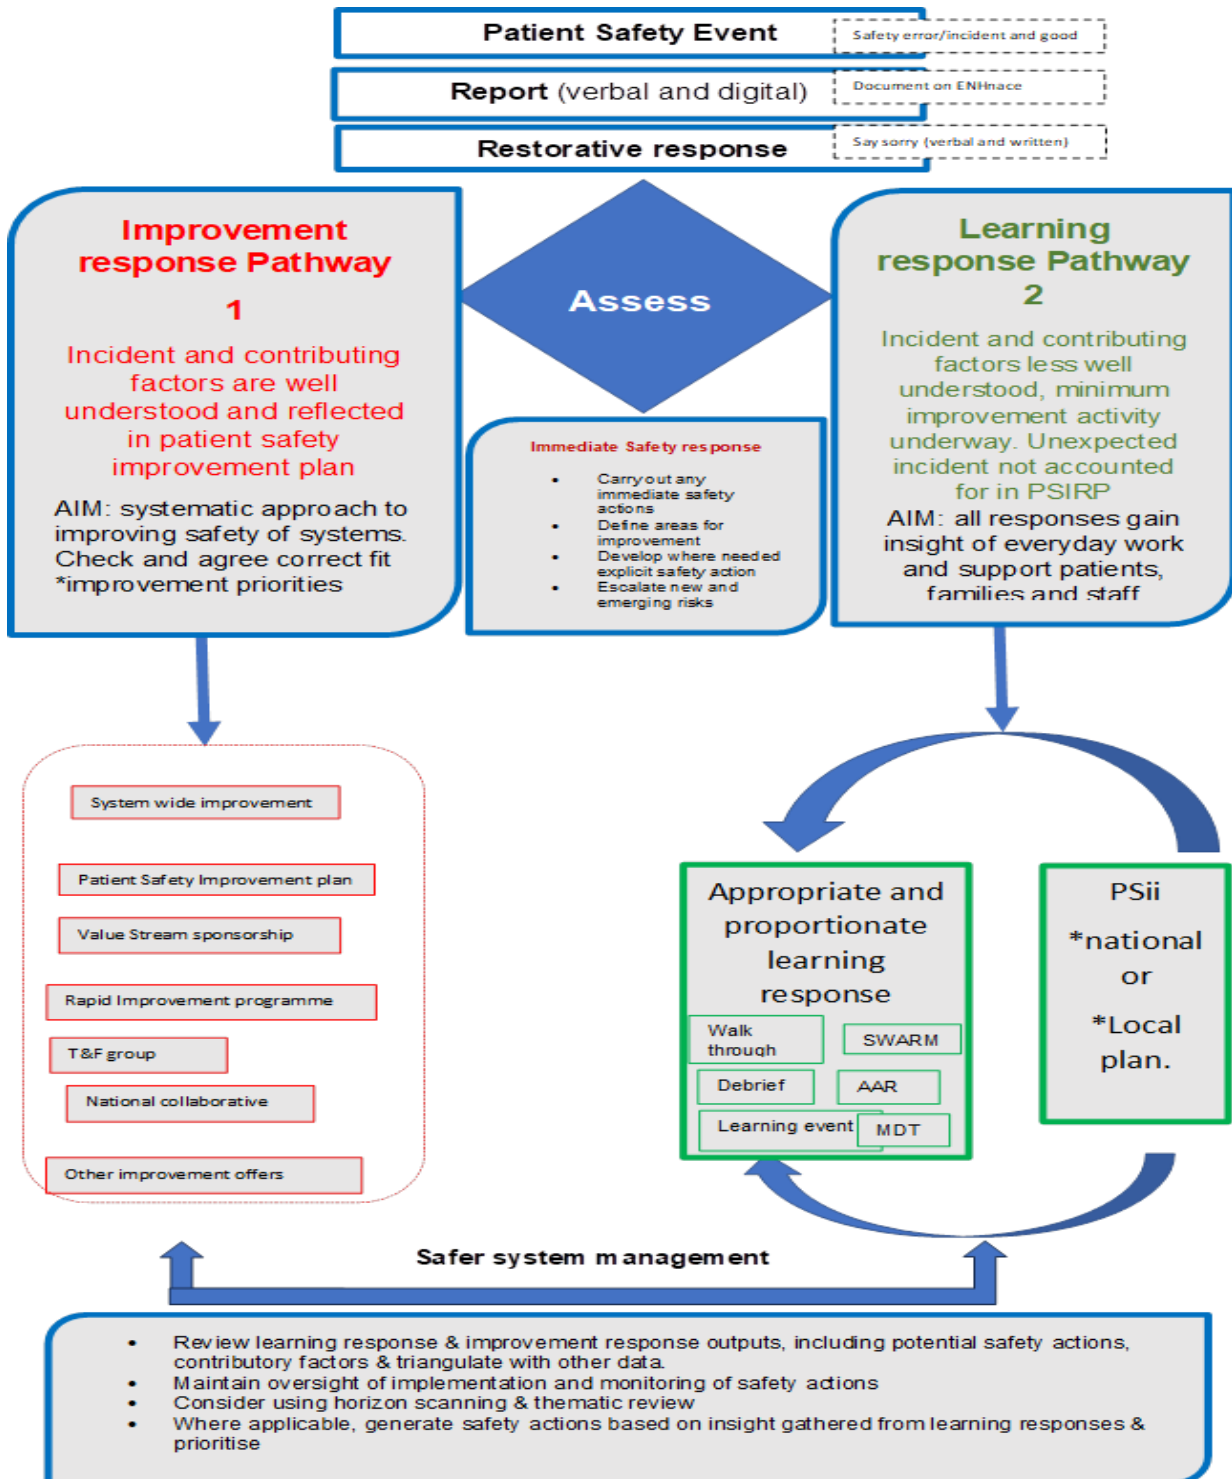 Patient Safety Event
Safety error/incident and good
Report (verbal and digital)
Document on ENHnace
Restorative response
Say sorry (verbal and written)
Improvement
response Pathway
1
Incident and contributing
factors are well
understood and reflected
in patient safety
improvement plan
AIM: systematic approach to
improving safety of systems.
Check and agree correct fit
*improvement priorities
Assess
Learning
response Pathway
2
Incident and contributing
factors less well
understood, minimum
improvement activity
underway. Unexpected
incident not accounted
for in PSIRP
AIM: all responses gain
insight of everyday work
and support patients,
families and staff
Immediate Safety response
• Carry out any
immediate safety
actions
• Define areas for
improvement
• Develop where needed
explicit safety action
• Escalate new and
emerging risks
System wide improvement
Patient Safety Improvement plan
Value Stream sponsorship
Rapid Improvement programme
T&F group
National collaborative
Other improvement offers
Appropriate and
proportionate
learning
response
Walk
through
SWARM
Debrief
AAR
Learning event
MDT
PSii
*national
or
*Local
plan.
Safer system management
• Review learning response & improvement response outputs, including potential safety actions,
contributory factors & triangulate with other data.
• Maintain oversight of implementation and monitoring of safety actions
• Consider using horizon scanning & thematic review
• Where applicable, generate safety actions based on insight gathered from learning responses &
prioritise